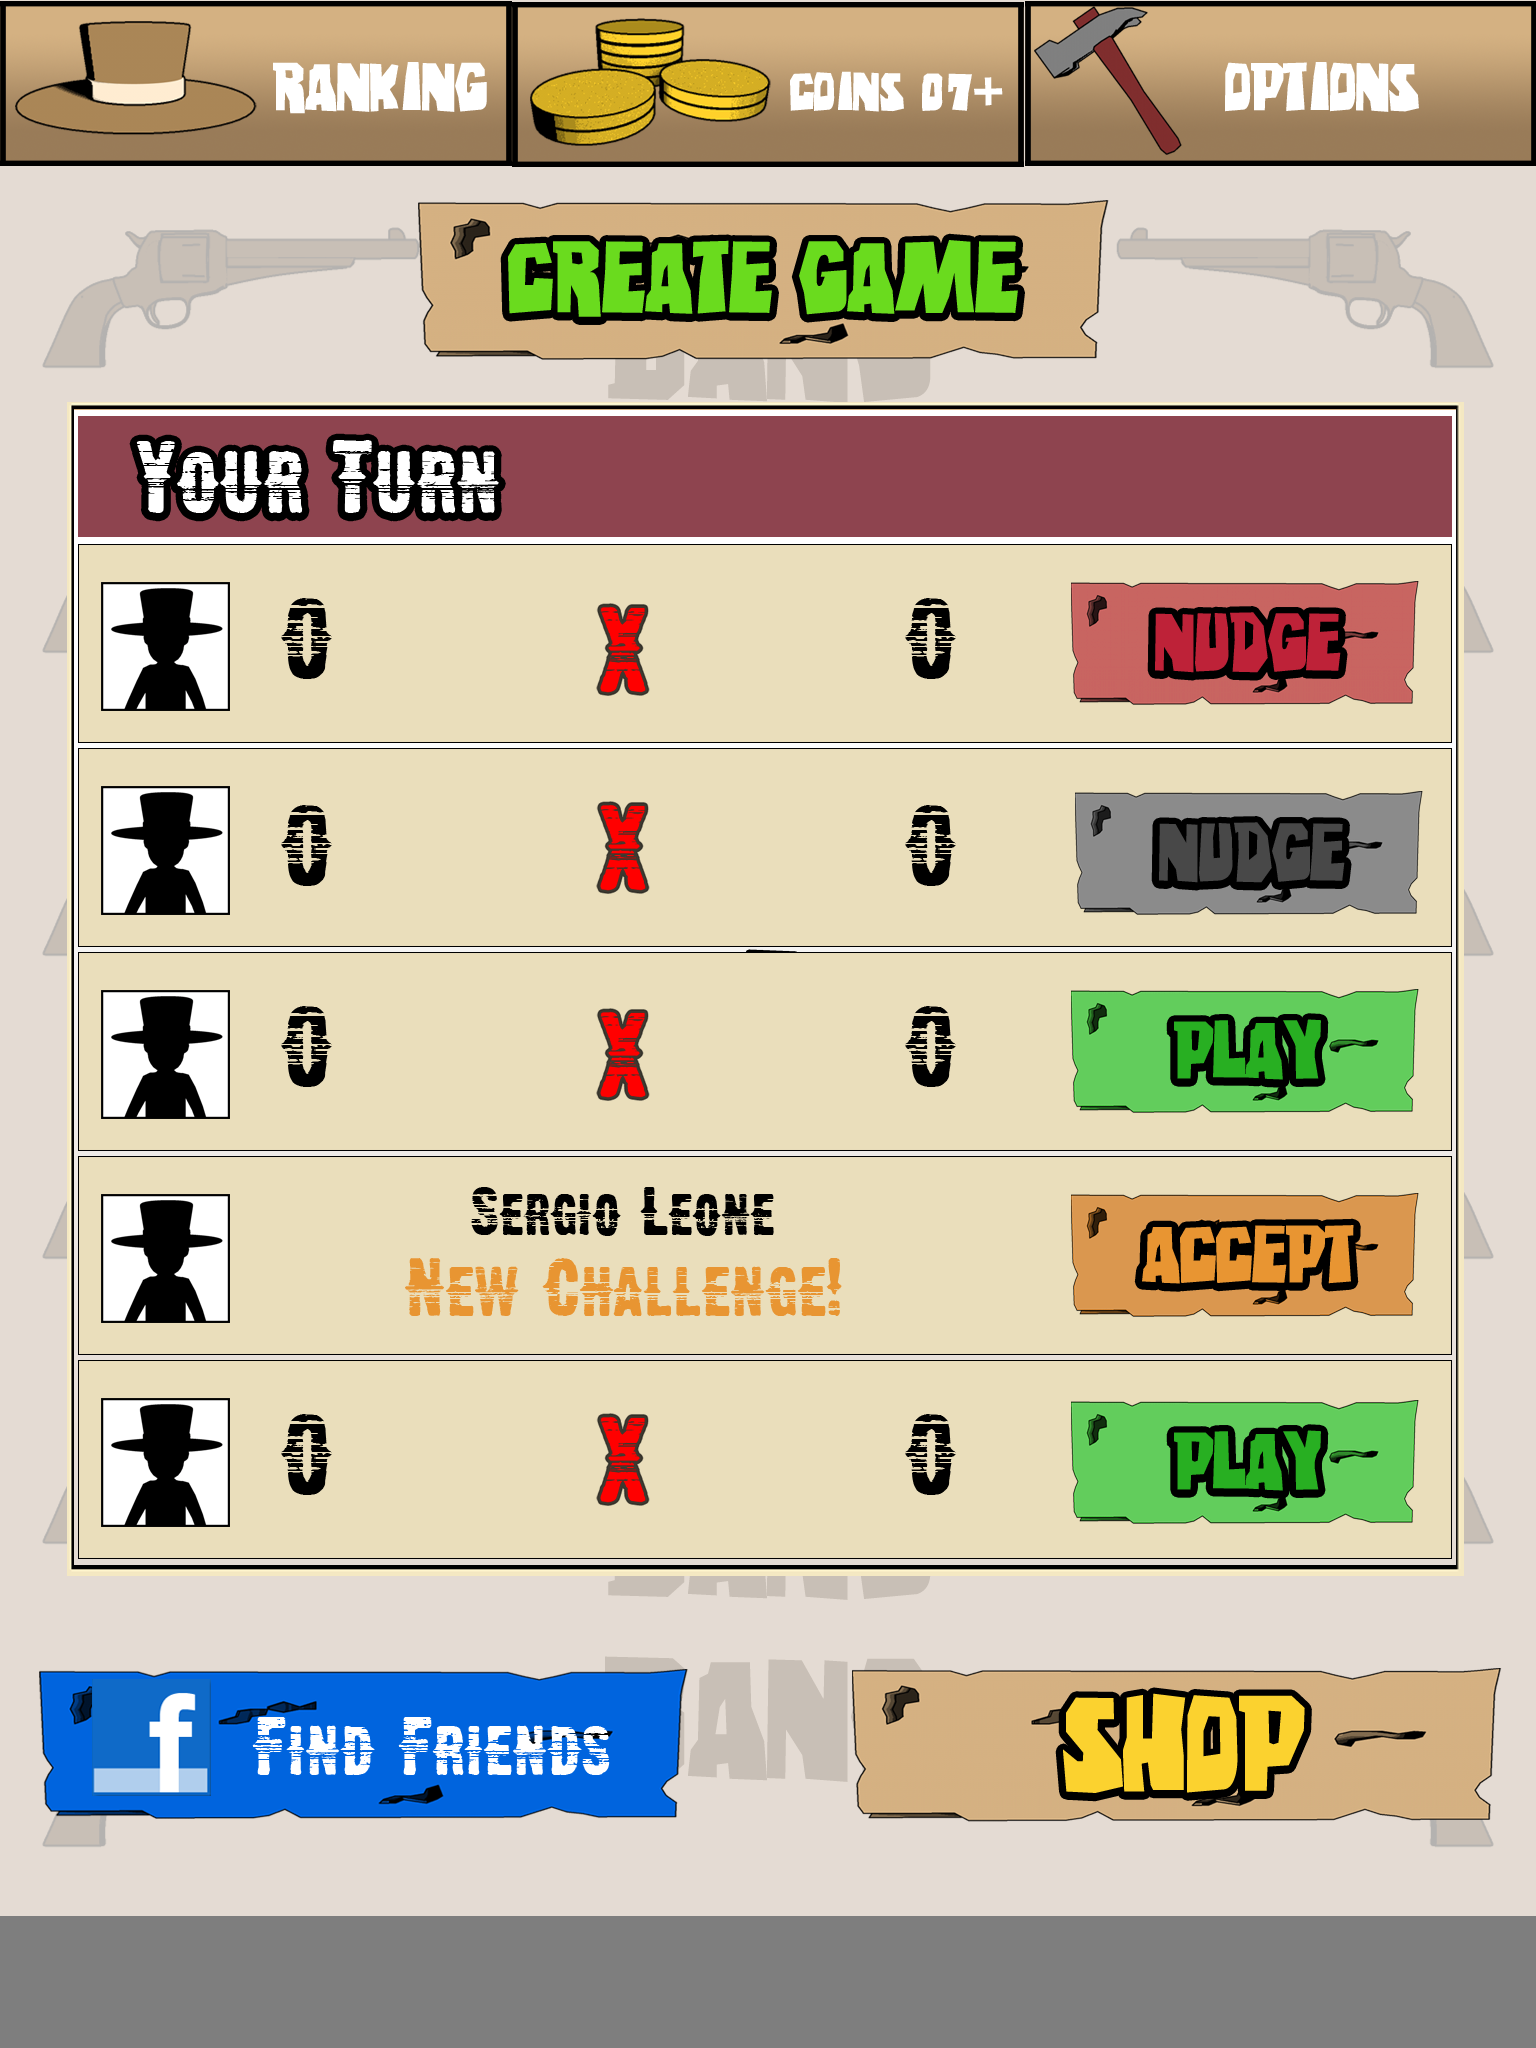 RANKING
COINS 07+
OPTIONS
CREATE GAME
BANG
YOUR TURN
0 X 0 NUDGE
0 X 0 NUDGE
0 X 0 PLAY
SERGIO LEONE
NEW CHALLENGE!
ACCEPT
0 X 0 PLAY
f FIND FRIENDS
SHOP